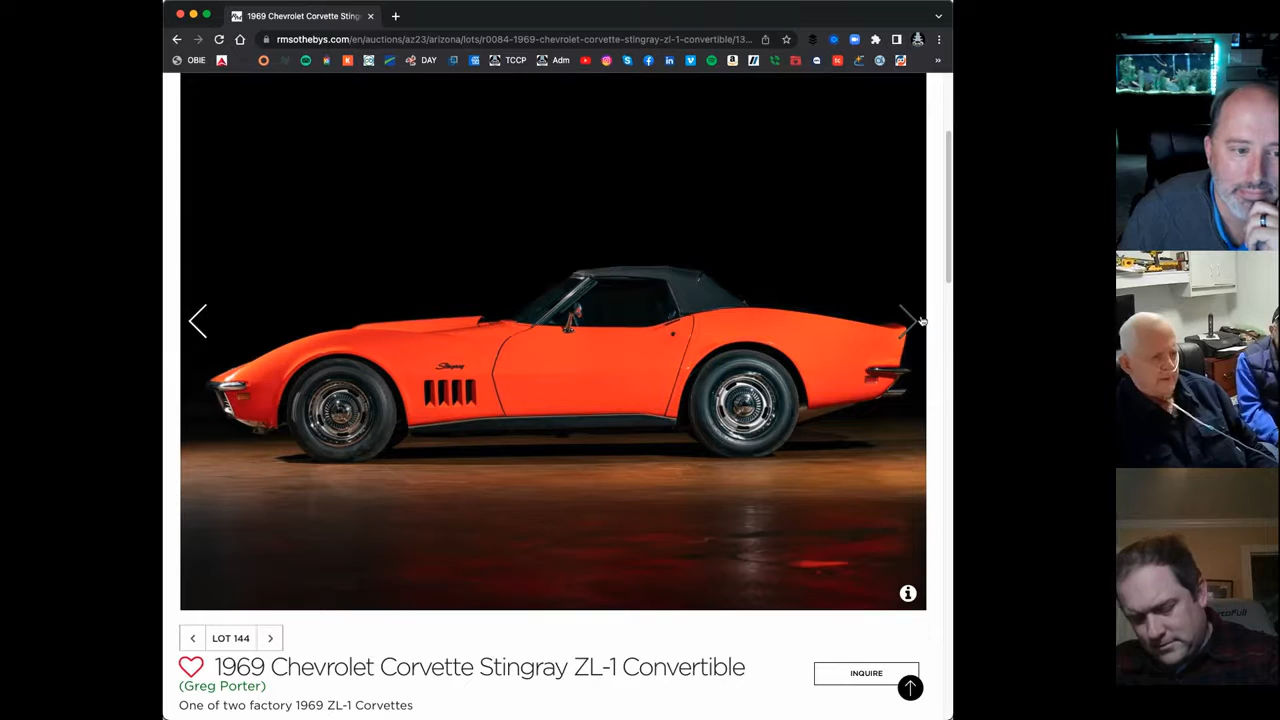 1969 Chevrolet Corvette Sting
rmsothebys.com/en/auctions/az23/arizona/lots/r0084-1969-chevrolet-corvette-stingray-zl-1-convertible/13...
OBIE
DAY
TCCP
Adm
Stingray
LOT 144
1969 Chevrolet Corvette Stingray ZL-1 Convertible
INQUIRE
(Greg Porter)
One of two factory 1969 ZL-1 Corvettes